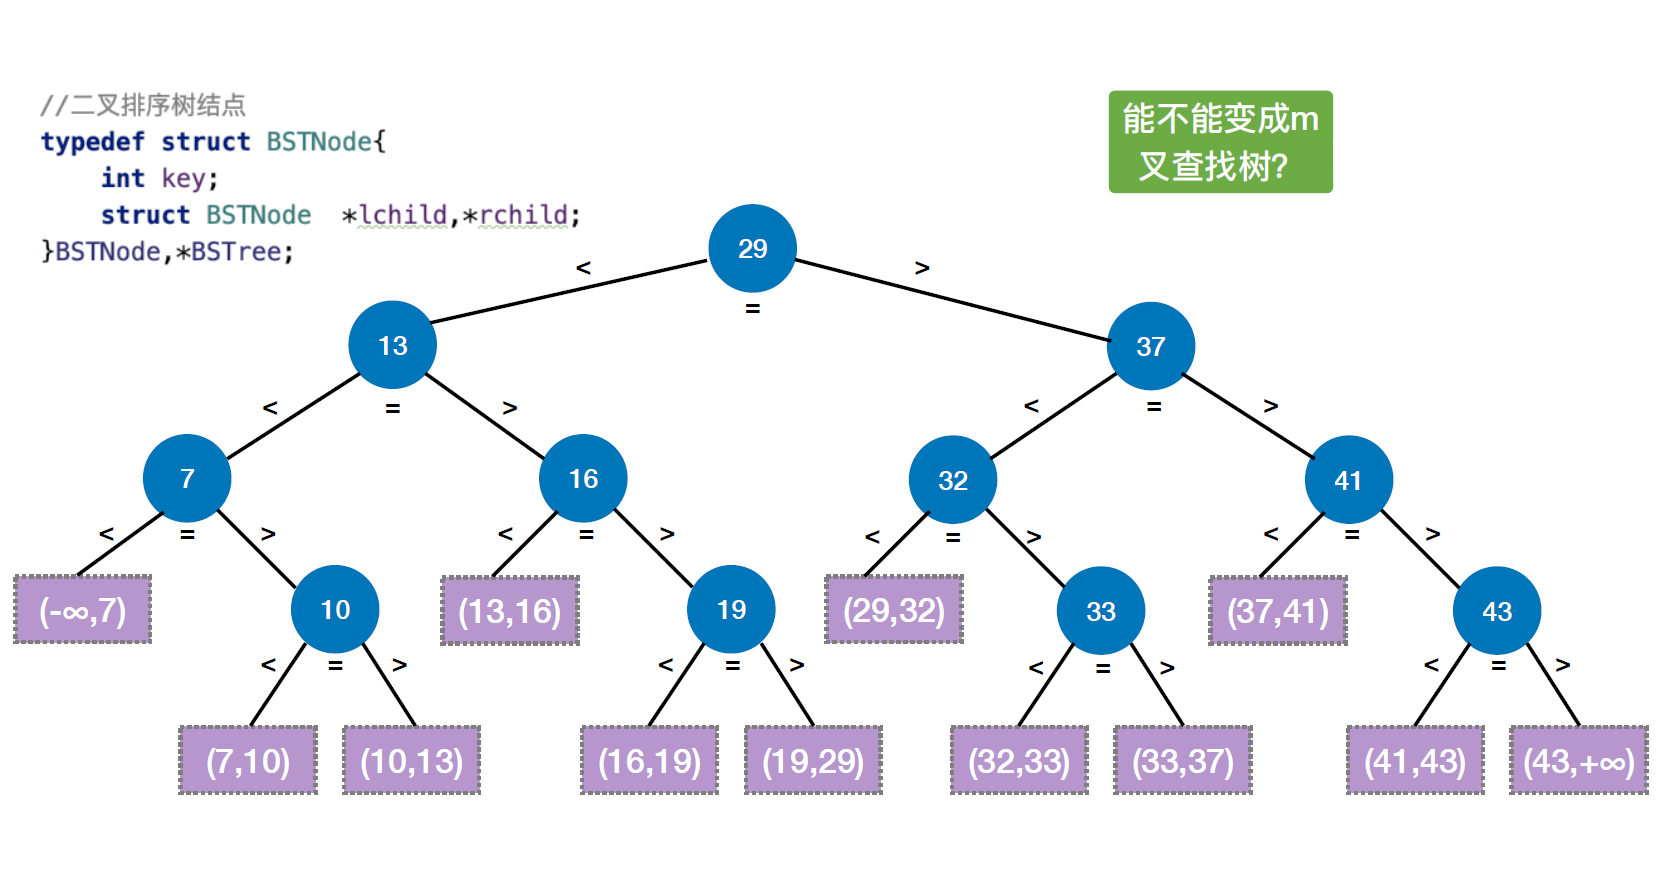 //二叉排序树结点
typedef struct BSTNode{
    int key;
    struct BSTNode  *lchild,*rchild;
}BSTNode,*BSTree;
能不能变成m
叉查找树?
29
< >
=
13 37
< = > < = >
7 16 32 41
< = > < = > < = > < = >
(-∞,7) 10 (13,16) 19 (29,32) 33 (37,41) 43
< = > < = > < = > < = >
(7,10) (10,13) (16,19) (19,29) (32,33) (33,37) (41,43) (43,+∞)